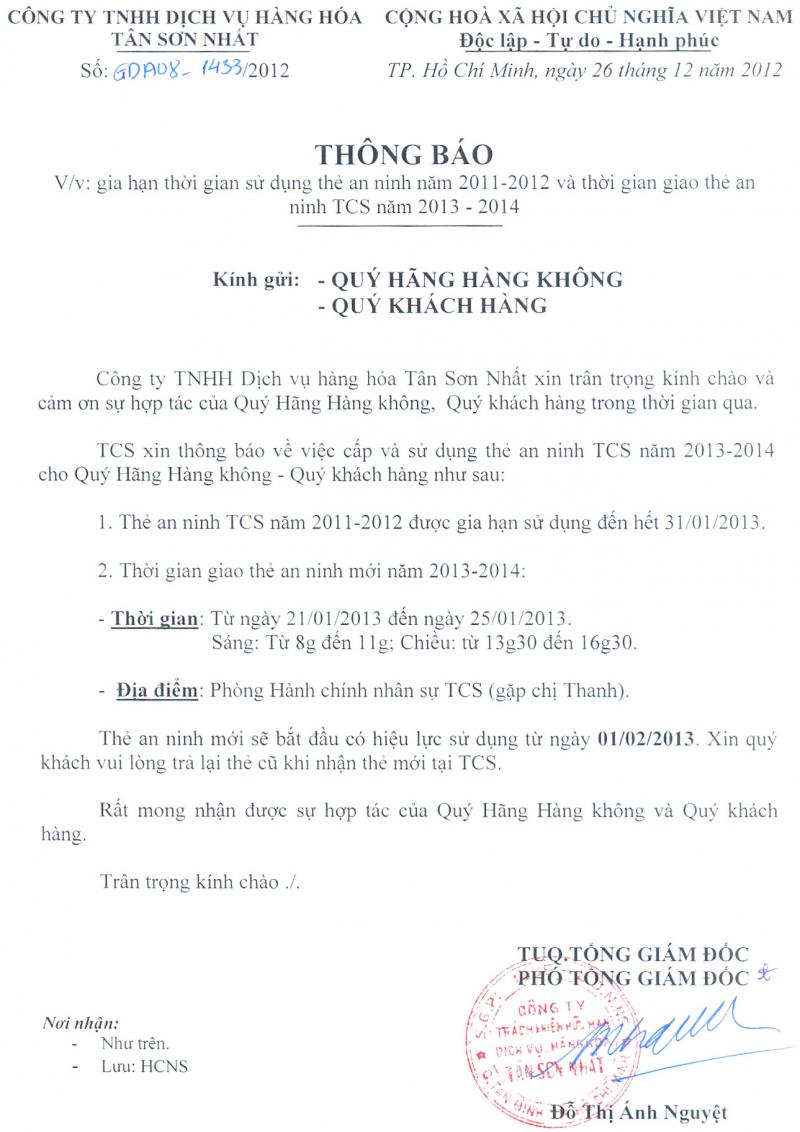 CÔNG TY TNHH DỊCH VỤ HÀNG HÓA
TÂN SƠN NHẤT
Số: GDA08-1433/2012
CỘNG HOÀ XÃ HỘI CHỦ NGHĨA VIỆT NAM
Độc lập - Tự do - Hạnh phúc
TP. Hồ Chí Minh, ngày 26 tháng 12 năm 2012
THÔNG BÁO
V/v: gia hạn thời gian sử dụng thẻ an ninh năm 2011-2012 và thời gian giao thẻ an
ninh TCS năm 2013 - 2014
Kính gửi: - QUÝ HÃNG HÀNG KHÔNG
- QUÝ KHÁCH HÀNG
Công ty TNHH Dịch vụ hàng hóa Tân Sơn Nhất xin trân trọng kính chào và
cảm ơn sự hợp tác của Quý Hãng Hàng không, Quý khách hàng trong thời gian qua.
TCS xin thông báo về việc cấp và sử dụng thẻ an ninh TCS năm 2013-2014
cho Quý Hãng Hàng không - Quý khách hàng như sau:
1. Thẻ an ninh TCS năm 2011-2012 được gia hạn sử dụng đến hết 31/01/2013.
2. Thời gian giao thẻ an ninh mới năm 2013-2014:
- Thời gian: Từ ngày 21/01/2013 đến ngày 25/01/2013.
Sáng: Từ 8g đến 11g; Chiều: từ 13g30 đến 16g30.
- Địa điểm: Phòng Hành chính nhân sự TCS (gặp chị Thanh).
Thẻ an ninh mới sẽ bắt đầu có hiệu lực sử dụng từ ngày 01/02/2013. Xin quý
khách vui lòng trả lại thẻ cũ khi nhận thẻ mới tại TCS.
Rất mong nhận được sự hợp tác của Quý Hãng Hàng không và Quý khách
hàng.
Trân trọng kính chào ./.
TUQ.TỔNG GIÁM ĐỐC
PHÓ TỔNG GIÁM ĐỐC
Nơi nhận:
- Như trên.
- Lưu: HCNS
CÔNG TY
TRÁCH NHIỆM HỮU HẠN
DỊCH VỤ HÀNG HÓA
TÂN SƠN NHẤT
Đỗ Thị Ánh Nguyệt